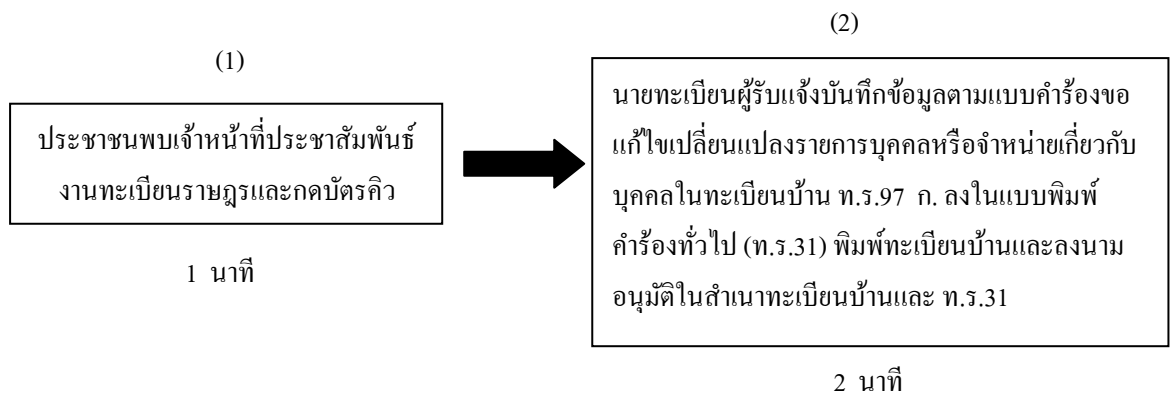 (1)
ประชาชนพบเจ้าหน้าที่ประชาสัมพันธ์
งานทะเบียนราษฎรและกดบัตรคิว
1 นาที
(2)
นายทะเบียนผู้รับแจ้งบันทึกข้อมูลตามแบบคำร้องขอ
แก้ไขเปลี่ยนแปลงรายการบุคคลหรือจำหน่ายเกี่ยวกับ
บุคคลในทะเบียนบ้าน ท.ร.97 ก. ลงในแบบพิมพ์
คำร้องทั่วไป (ท.ร.31) พิมพ์ทะเบียนบ้านและลงนาม
อนุมัติในสำเนาทะเบียนบ้านและ ท.ร.31
2 นาที